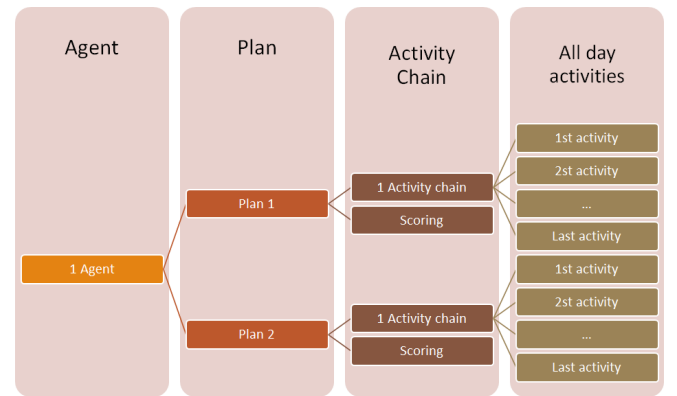 Agent
Plan
Activity
Chain
All day
activities
1 Agent
Plan 1
1 Activity chain
Scoring
1st activity
2st activity
...
Last activity
Plan 2
1 Activity chain
Scoring
1st activity
2st activity
...
Last activity